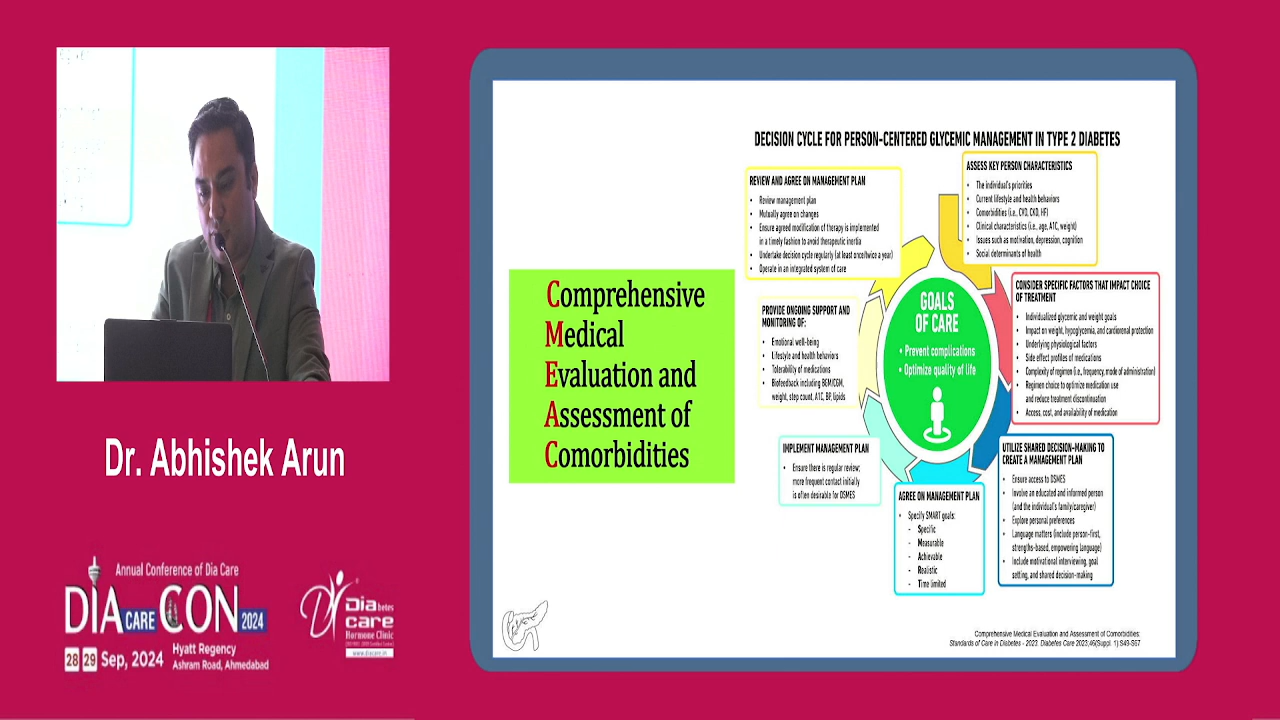 Dr. Abhishek Arun
Annual Conference of Dia Care
DIA CARE CON 2024
28 29 Sep, 2024
Hyatt Regency
Ashram Road, Ahmedabad
Diabetes
care
Hormone Clinic
www.diacare.in
Comprehensive
Medical
Evaluation and
Assessment of
Comorbidities
DECISION CYCLE FOR PERSON-CENTERED GLYCEMIC MANAGEMENT IN TYPE 2 DIABETES
REVIEW AND AGREE ON MANAGEMENT PLAN
• Review management plan
• Mutually agree on changes
• Ensure agreed modification of therapy is implemented
in a timely fashion to avoid therapeutic inertia
• Undertake decision cycle regularly (at least once/twice a year)
• Operate in an integrated system of care
ASSESS KEY PERSON CHARACTERISTICS
• The individual's priorities
• Current lifestyle and health behaviors
• Comorbidities (i.e., CVD, CKD, HF)
• Clinical characteristics (i.e., age, A1C, weight)
• Issues such as motivation, depression, cognition
• Social determinants of health
CONSIDER SPECIFIC FACTORS THAT IMPACT CHOICE
OF TREATMENT
• Individualized glycemic and weight goals
• Impact on weight, hypoglycemia, and cardiorenal protection
• Underlying physiological factors
• Side effect profiles of medications
• Complexity of regimen (i.e., frequency, mode of administration)
• Regimen choice to optimize medication use
and reduce treatment discontinuation
• Access, cost, and availability of medication
UTILIZE SHARED DECISION-MAKING TO
CREATE A MANAGEMENT PLAN
• Ensure access to DSMES
• Involve an educated and informed person
(and the individual's family/caregiver)
• Explore personal preferences
• Language matters (include person-first,
strengths-based, empowering language)
• Include motivational interviewing, goal
setting, and shared decision-making
AGREE ON MANAGEMENT PLAN
• Specify SMART goals:
- Specific
- Measurable
- Achievable
- Realistic
- Time limited
IMPLEMENT MANAGEMENT PLAN
• Ensure there is regular review;
more frequent contact initially
is often desirable for DSMES
PROVIDE ONGOING SUPPORT AND
MONITORING OF:
• Emotional well-being
• Lifestyle and health behaviors
• Tolerability of medications
• Biofeedback including BGM/CGM,
weight, step count, A1C, BP, lipids
GOALS
OF CARE
• Prevent complications
• Optimize quality of life
Comprehensive Medical Evaluation and Assessment of Comorbidities:
Standards of Care in Diabetes - 2023. Diabetes Care 2023;46(Suppl. 1):S49-S67